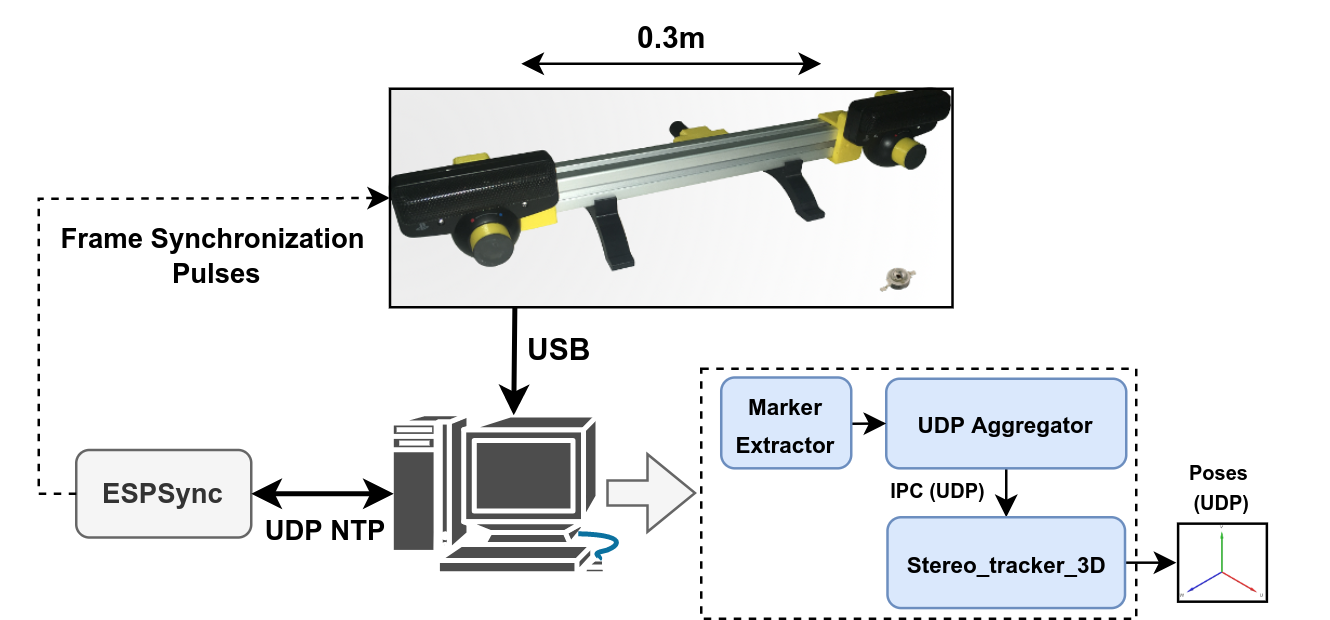 0.3m
Frame Synchronization
Pulses
USB
Marker
Extractor
UDP Aggregator
ESPSync
UDP NTP
IPC (UDP)
Poses
(UDP)
Stereo_tracker_3D